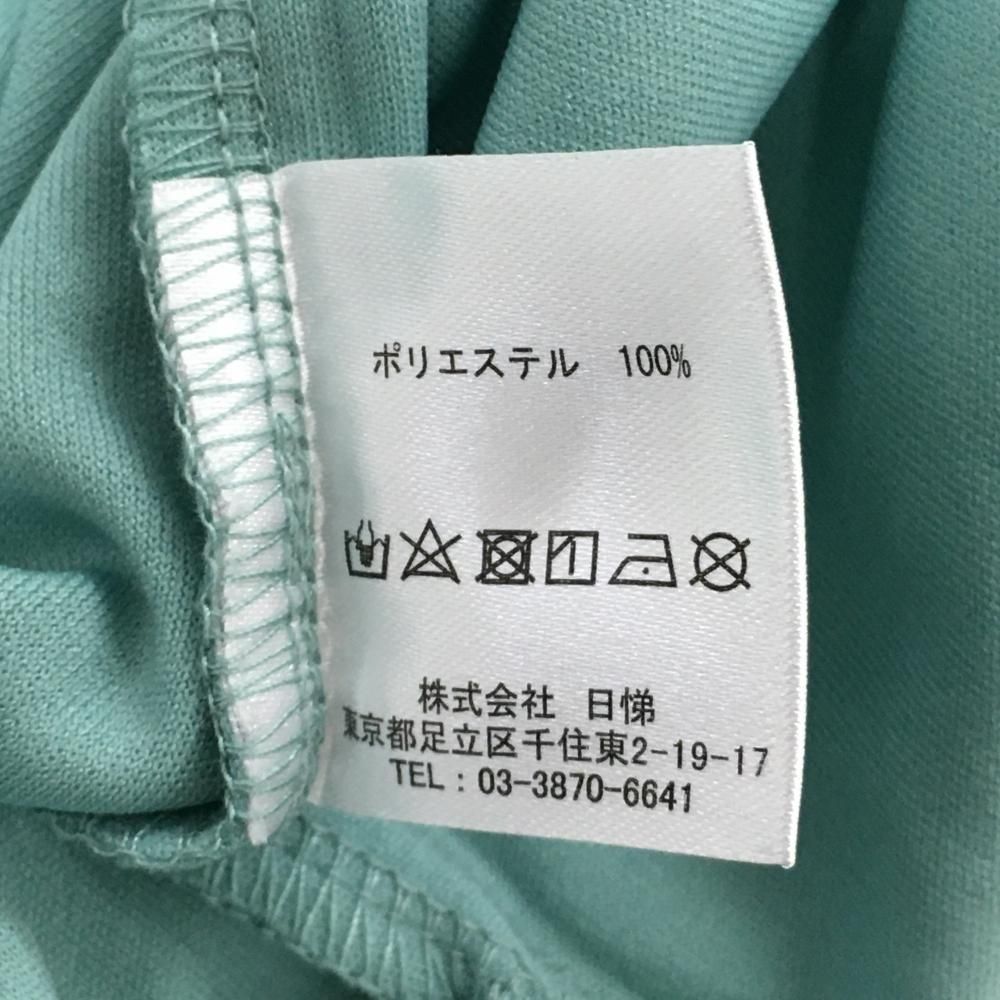 ポリエステル 100%
株式会社 日悌
東京都足立区千住東2-19-17
TEL:03-3870-6641